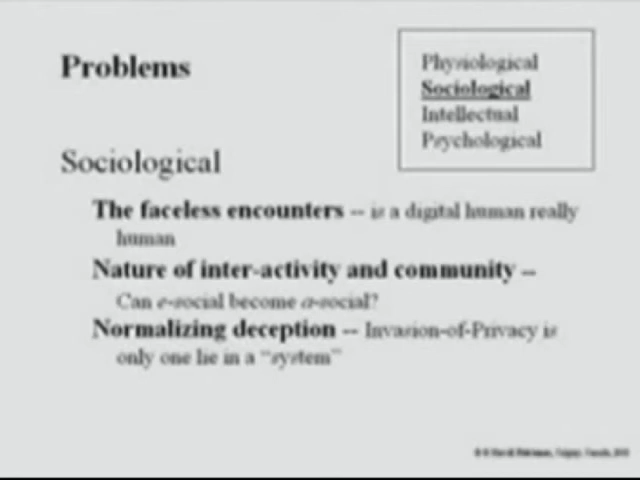 Problems
Physiological
Sociological
Intellectual
Psychological
Sociological
The faceless encounters -- is a digital human really
human
Nature of inter-activity and community --
Can e-social become a-social?
Normalizing deception -- Invasion-of-Privacy is
only one lie in a "system"